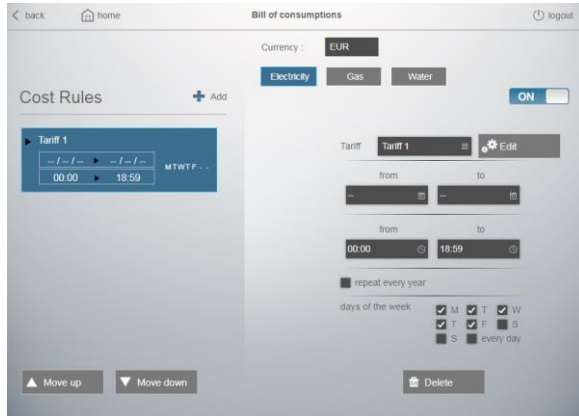 back
home
Bill of consumptions
logout
Currency :
EUR
Electricity
Gas
Water
Cost Rules
Add
ON
Tariff 1
-- / -- / --
-- / -- / --
00:00
18:59
M T W T F - -
Tariff
Tariff 1
Edit
from
to
--
--
from
to
00:00
18:59
repeat every year
days of the week
M
T
W
T
F
S
S
every day
Move up
Move down
Delete